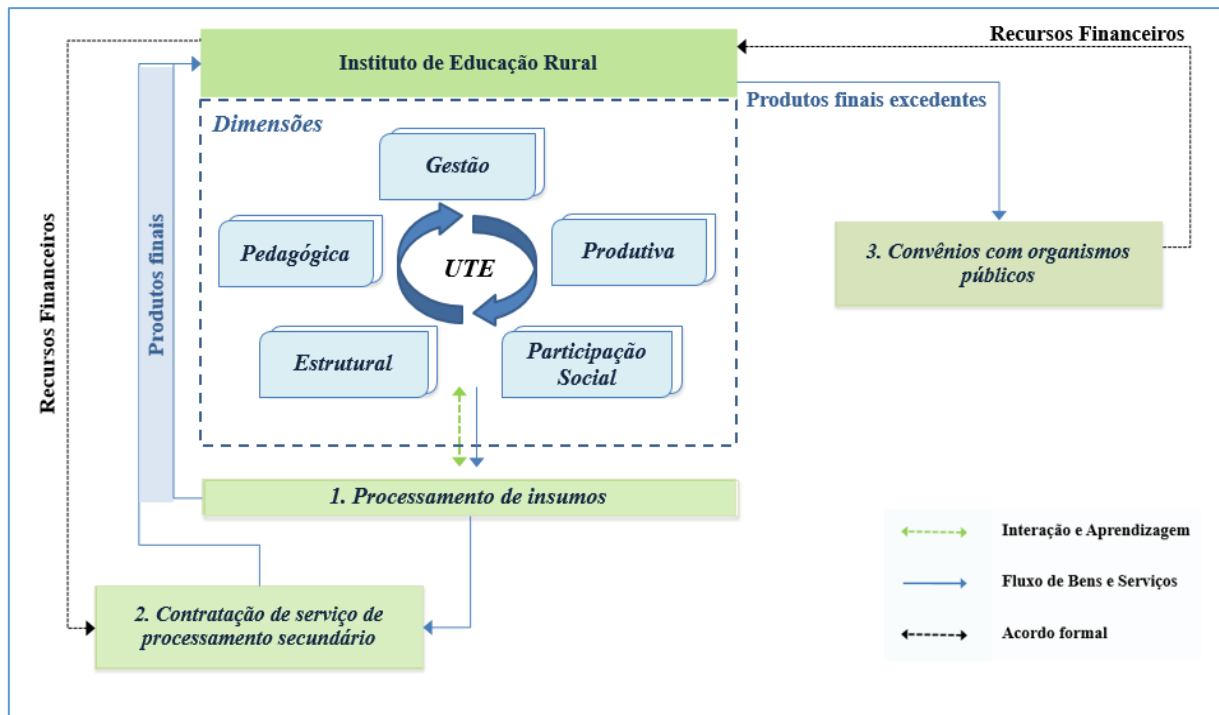 Recursos Financeiros
Instituto de Educação Rural
Produtos finais excedentes
Dimensões
Gestão
Pedagógica
Produtiva
UTE
Estrutural
Participação
Social
3. Convênios com organismos
públicos
Recursos Financeiros
Produtos finais
1. Processamento de insumos
2. Contratação de serviço de
processamento secundário
Interação e Aprendizagem
Fluxo de Bens e Serviços
Acordo formal